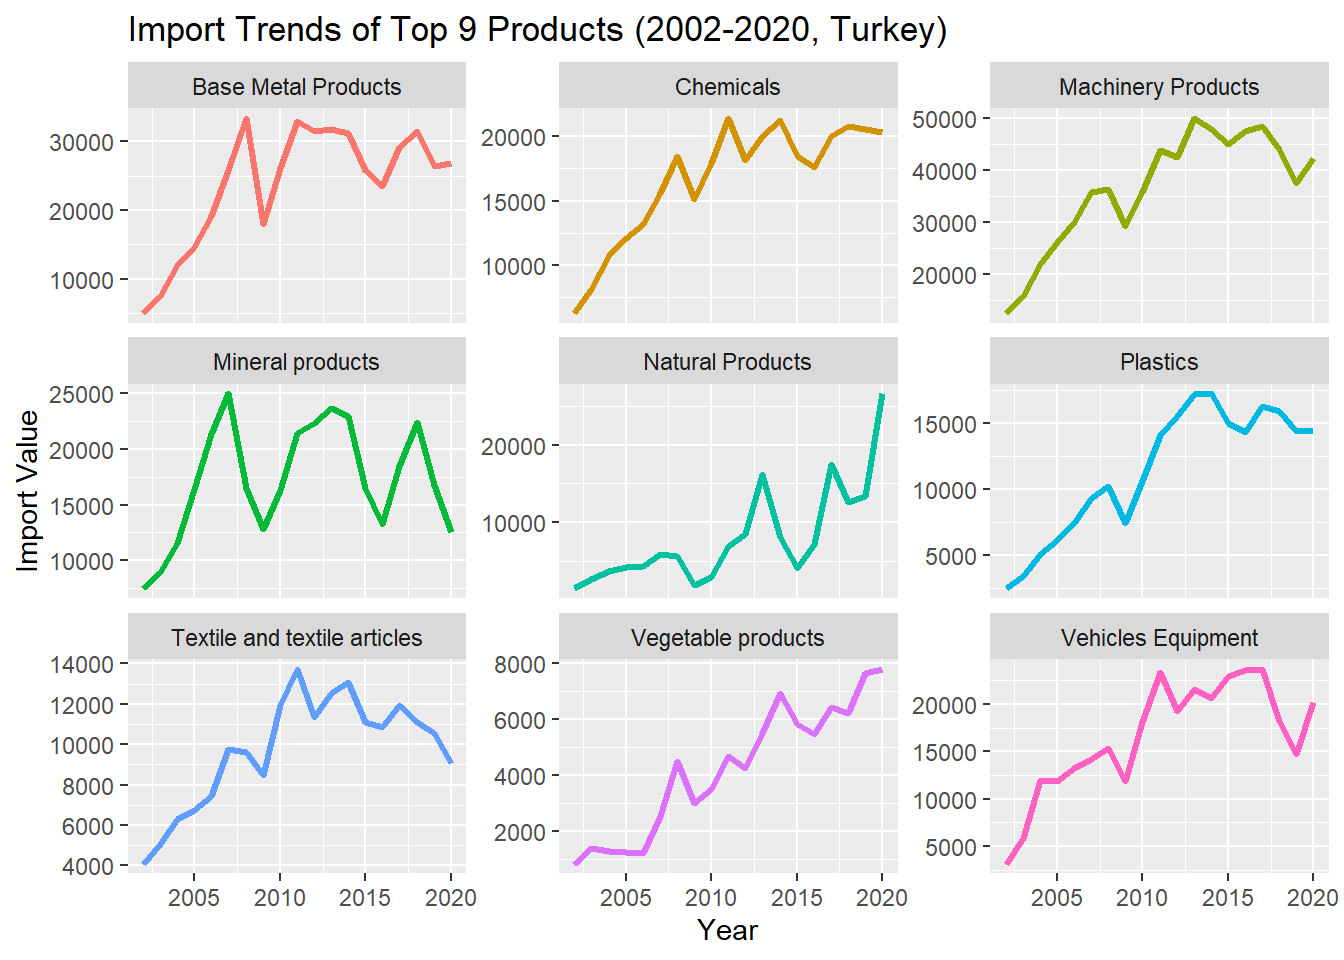 Import Trends of Top 9 Products (2002-2020, Turkey)
Base Metal Products
Chemicals
Machinery Products
30000
20000
10000
20000
15000
10000
50000
40000
30000
20000
Mineral products
Natural Products
Plastics
25000
20000
15000
10000
20000
10000
15000
10000
5000
Import Value
Textile and textile articles
Vegetable products
Vehicles Equipment
14000
12000
10000
8000
6000
4000
8000
6000
4000
2000
20000
15000
10000
5000
2005 2010 2015 2020
2005 2010 2015 2020
2005 2010 2015 2020
Year